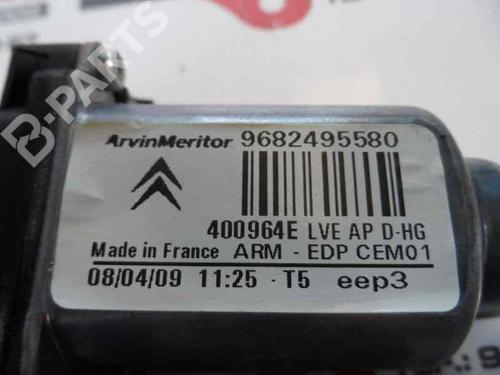 ArvinMeritor 9682495580
400964E LVE AP D-HG
Made in France ARM - EDP CEM01
08/04/09 11:25 - T5 eep3
B-PARTS